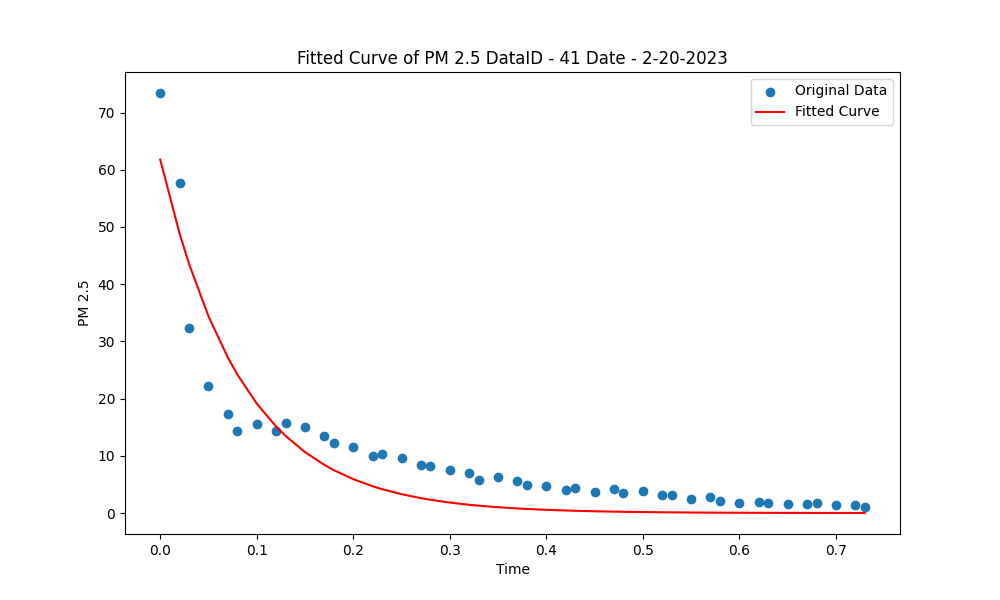 Fitted Curve of PM 2.5 DataID - 41 Date - 2-20-2023
Original Data
Fitted Curve
PM 2.5
70
60
50
40
30
20
10
0
0.0 0.1 0.2 0.3 0.4 0.5 0.6 0.7
Time